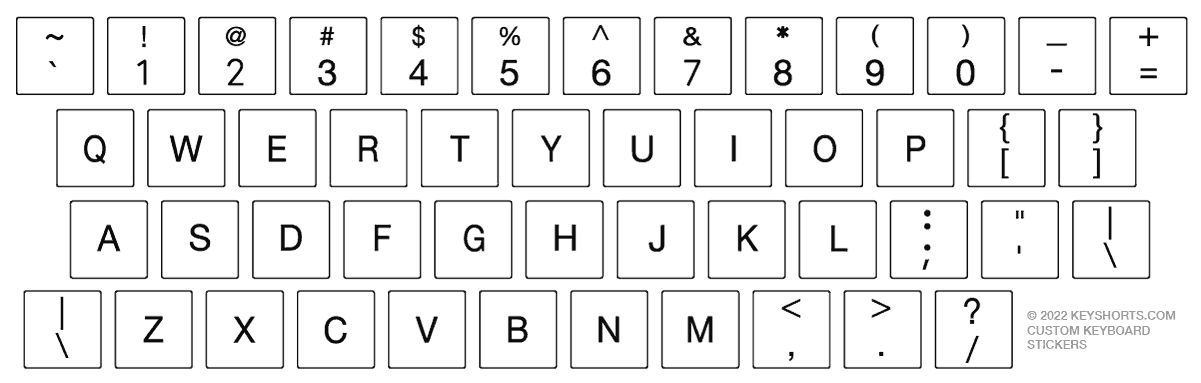 ~ ! @ # $ % ^ & * ( ) _ +
` 1 2 3 4 5 6 7 8 9 0 - =
Q W E R T Y U I O P { }
[ ]
A S D F G H J K L : " |
; ' \
| < > ?
\ Z X C V B N M , . /
© 2022 KEYSHORTS.COM
CUSTOM KEYBOARD
STICKERS